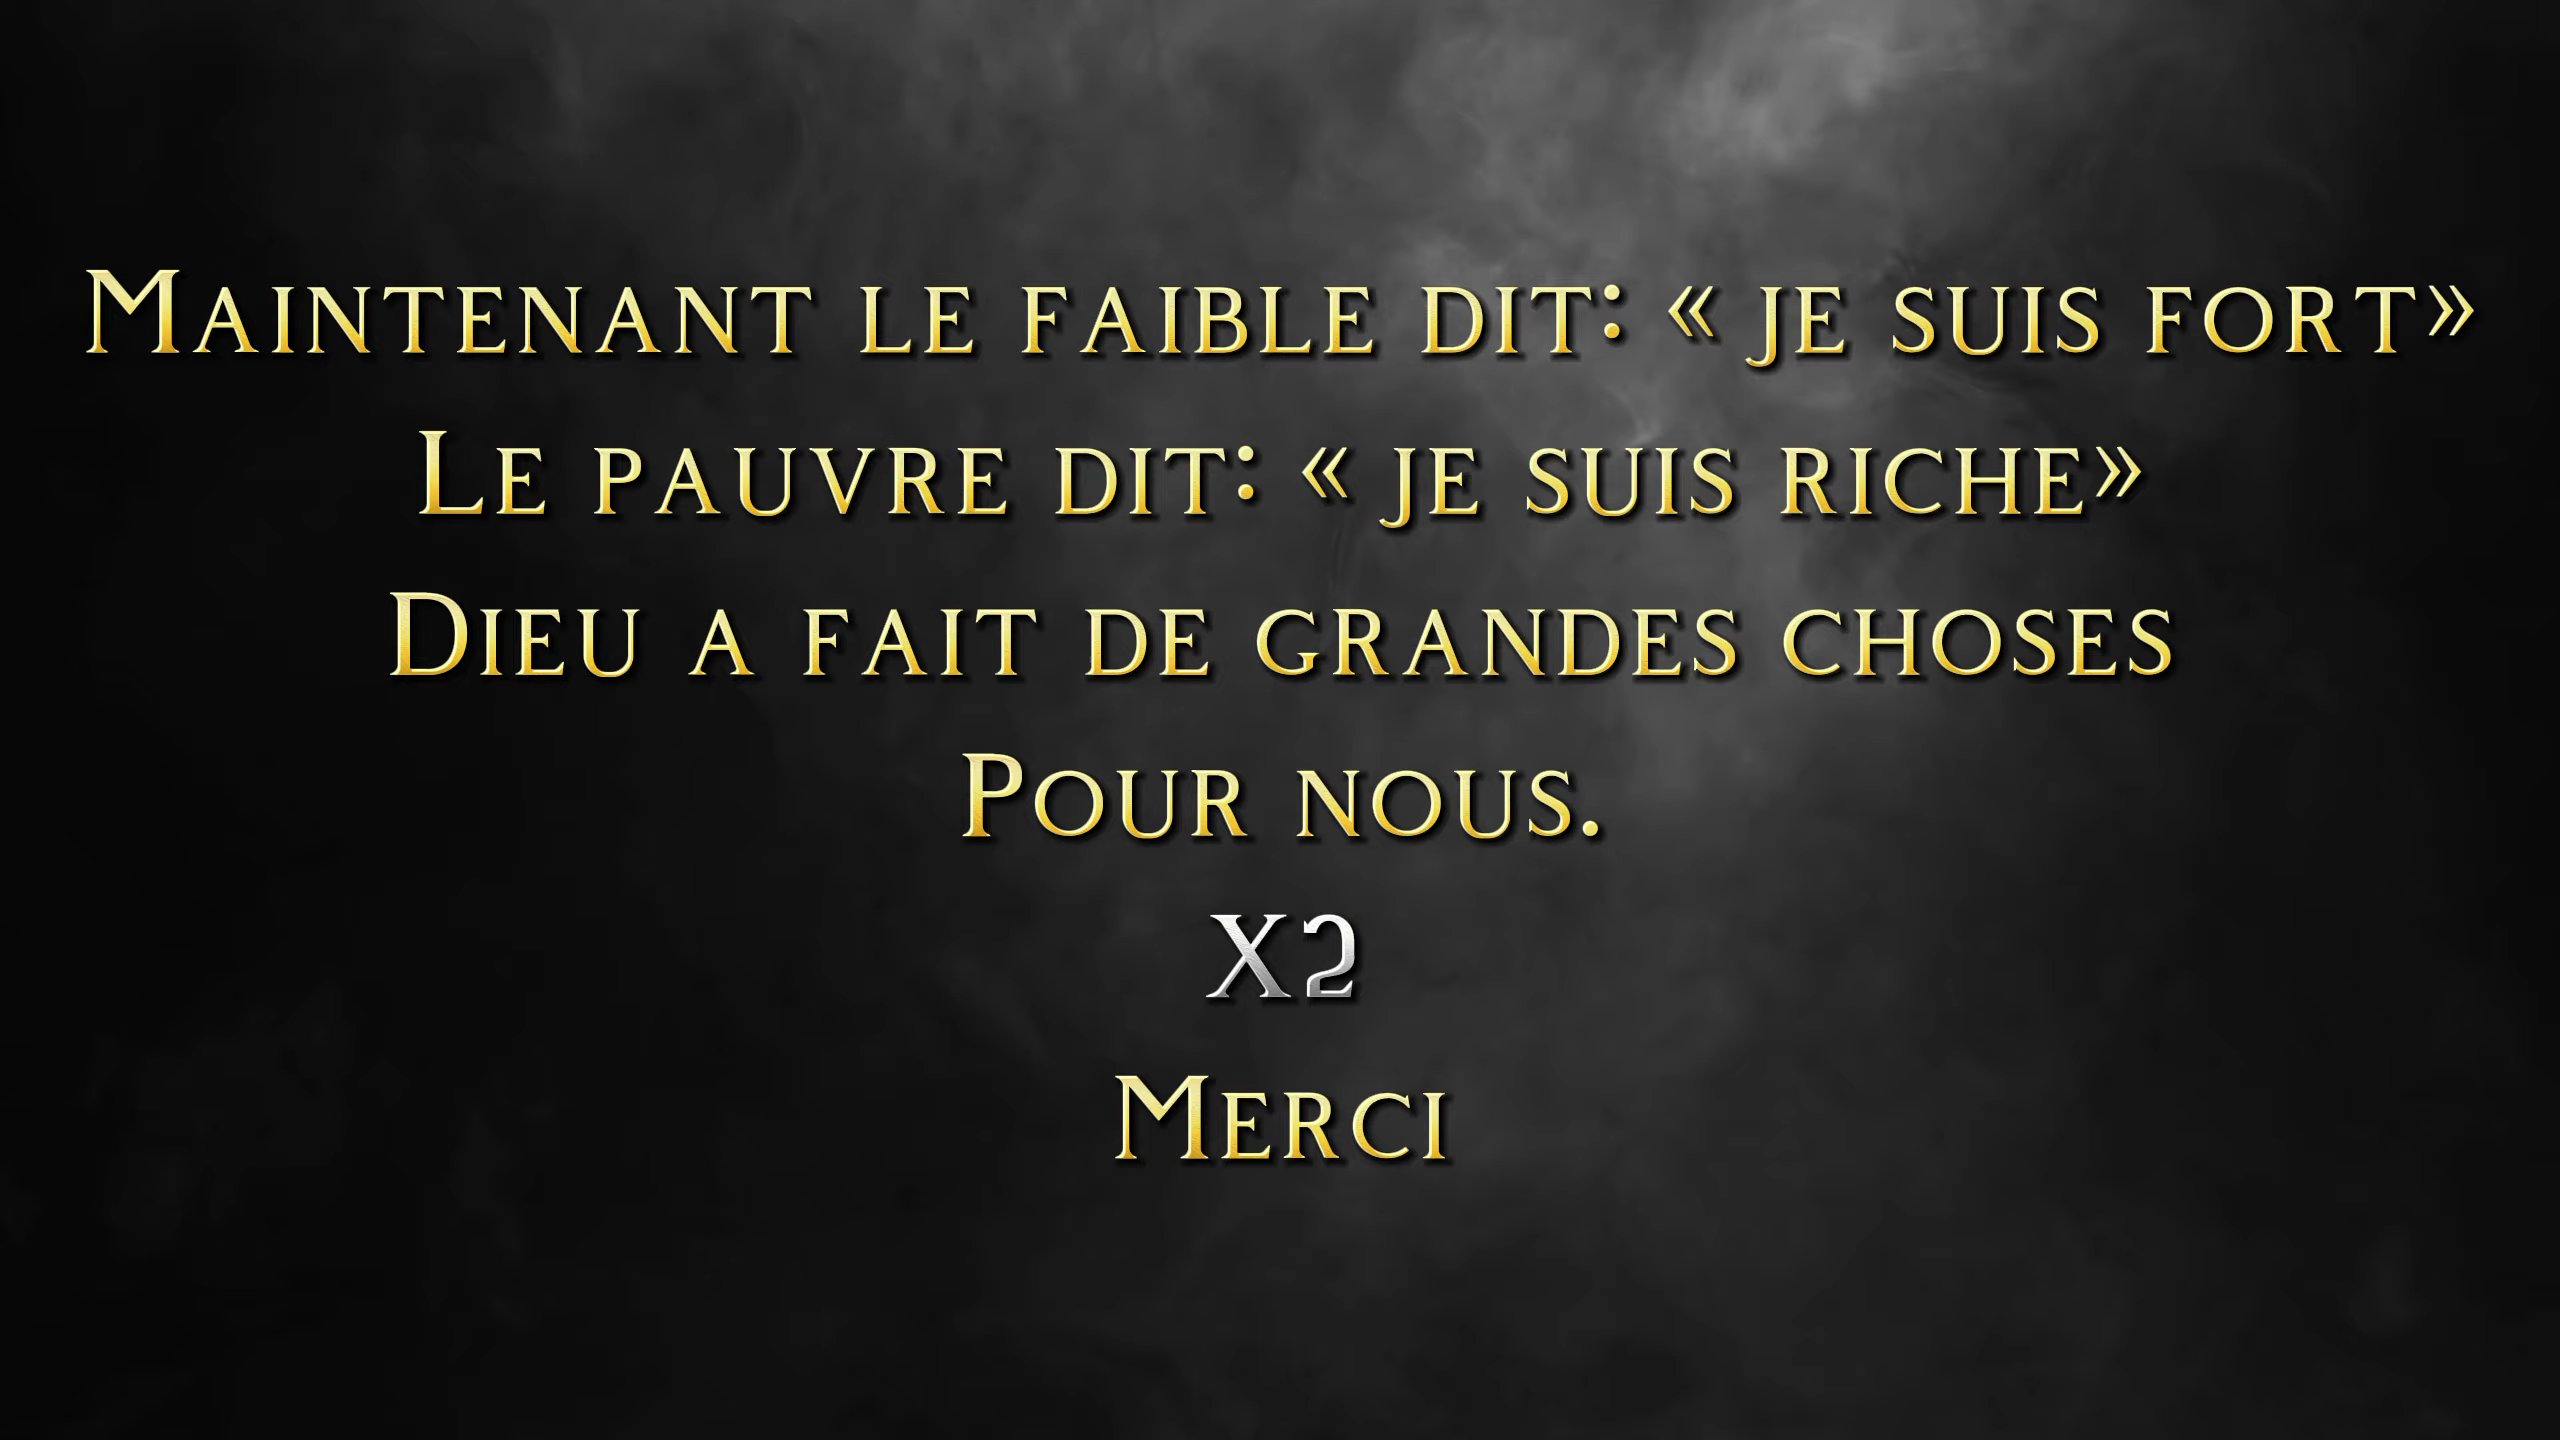 Maintenant le faible dit: « je suis fort»
Le pauvre dit: « je suis riche»
Dieu a fait de grandes choses
Pour nous.
X2
Merci